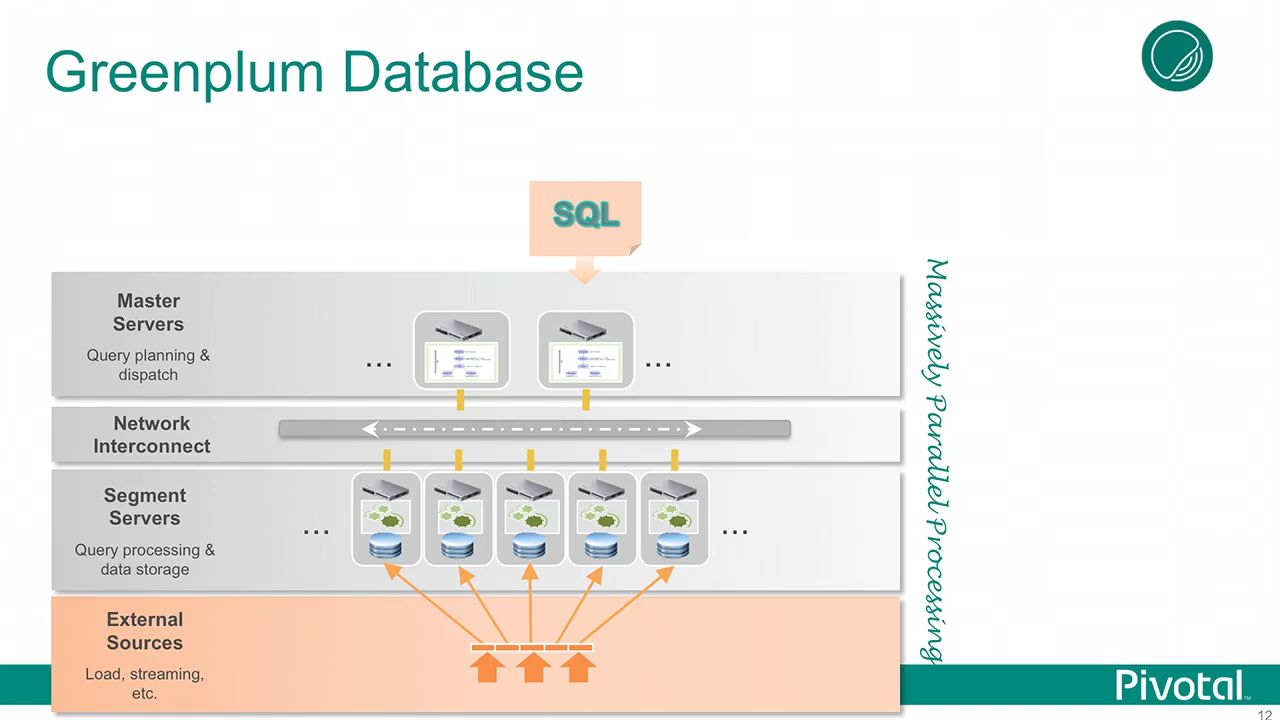 Greenplum Database
SQL
Master
Servers
Query planning &
dispatch
...
...
Network
Interconnect
Segment
Servers
Query processing &
data storage
...
...
External
Sources
Load, streaming,
etc.
Massively Parallel Processing
Pivotal™
12